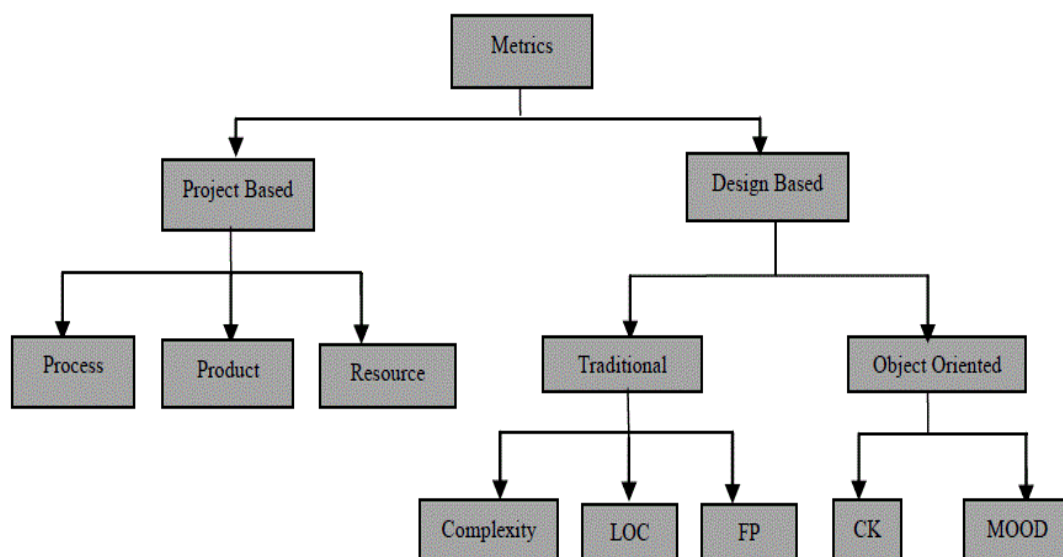 Metrics
Project Based
Design Based
Process
Product
Resource
Traditional
Object Oriented
Complexity
LOC
FP
CK
MOOD